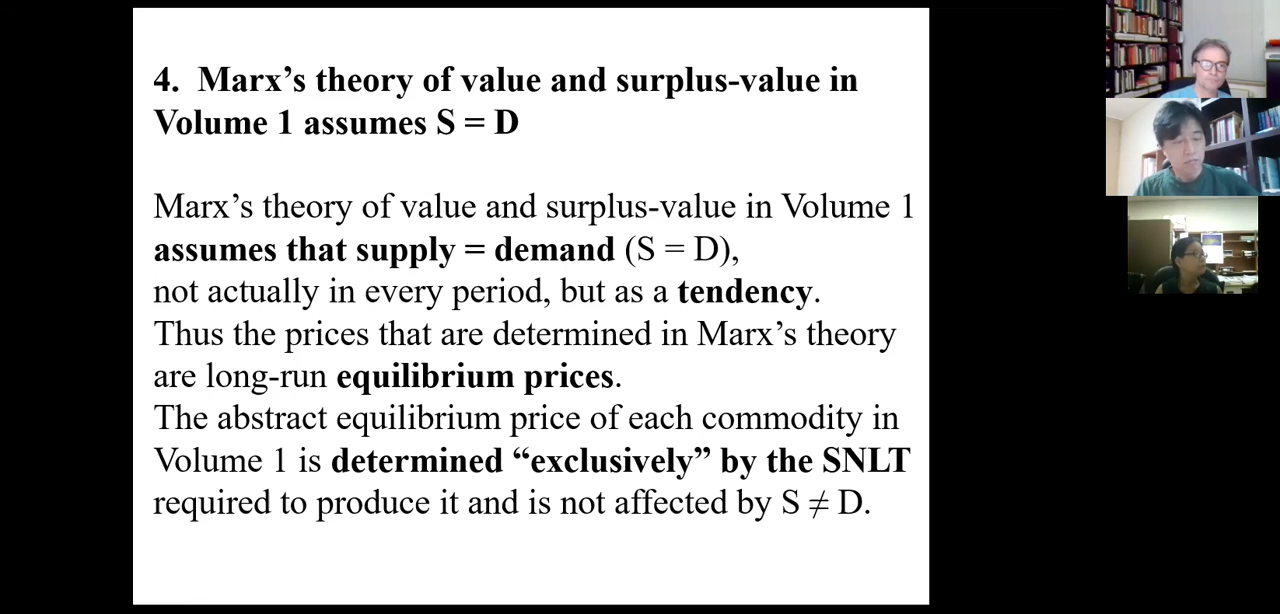 4. Marx’s theory of value and surplus-value in
Volume 1 assumes S = D
Marx’s theory of value and surplus-value in Volume 1
assumes that supply = demand (S = D),
not actually in every period, but as a tendency.
Thus the prices that are determined in Marx’s theory
are long-run equilibrium prices.
The abstract equilibrium price of each commodity in
Volume 1 is determined “exclusively” by the SNLT
required to produce it and is not affected by S ≠ D.